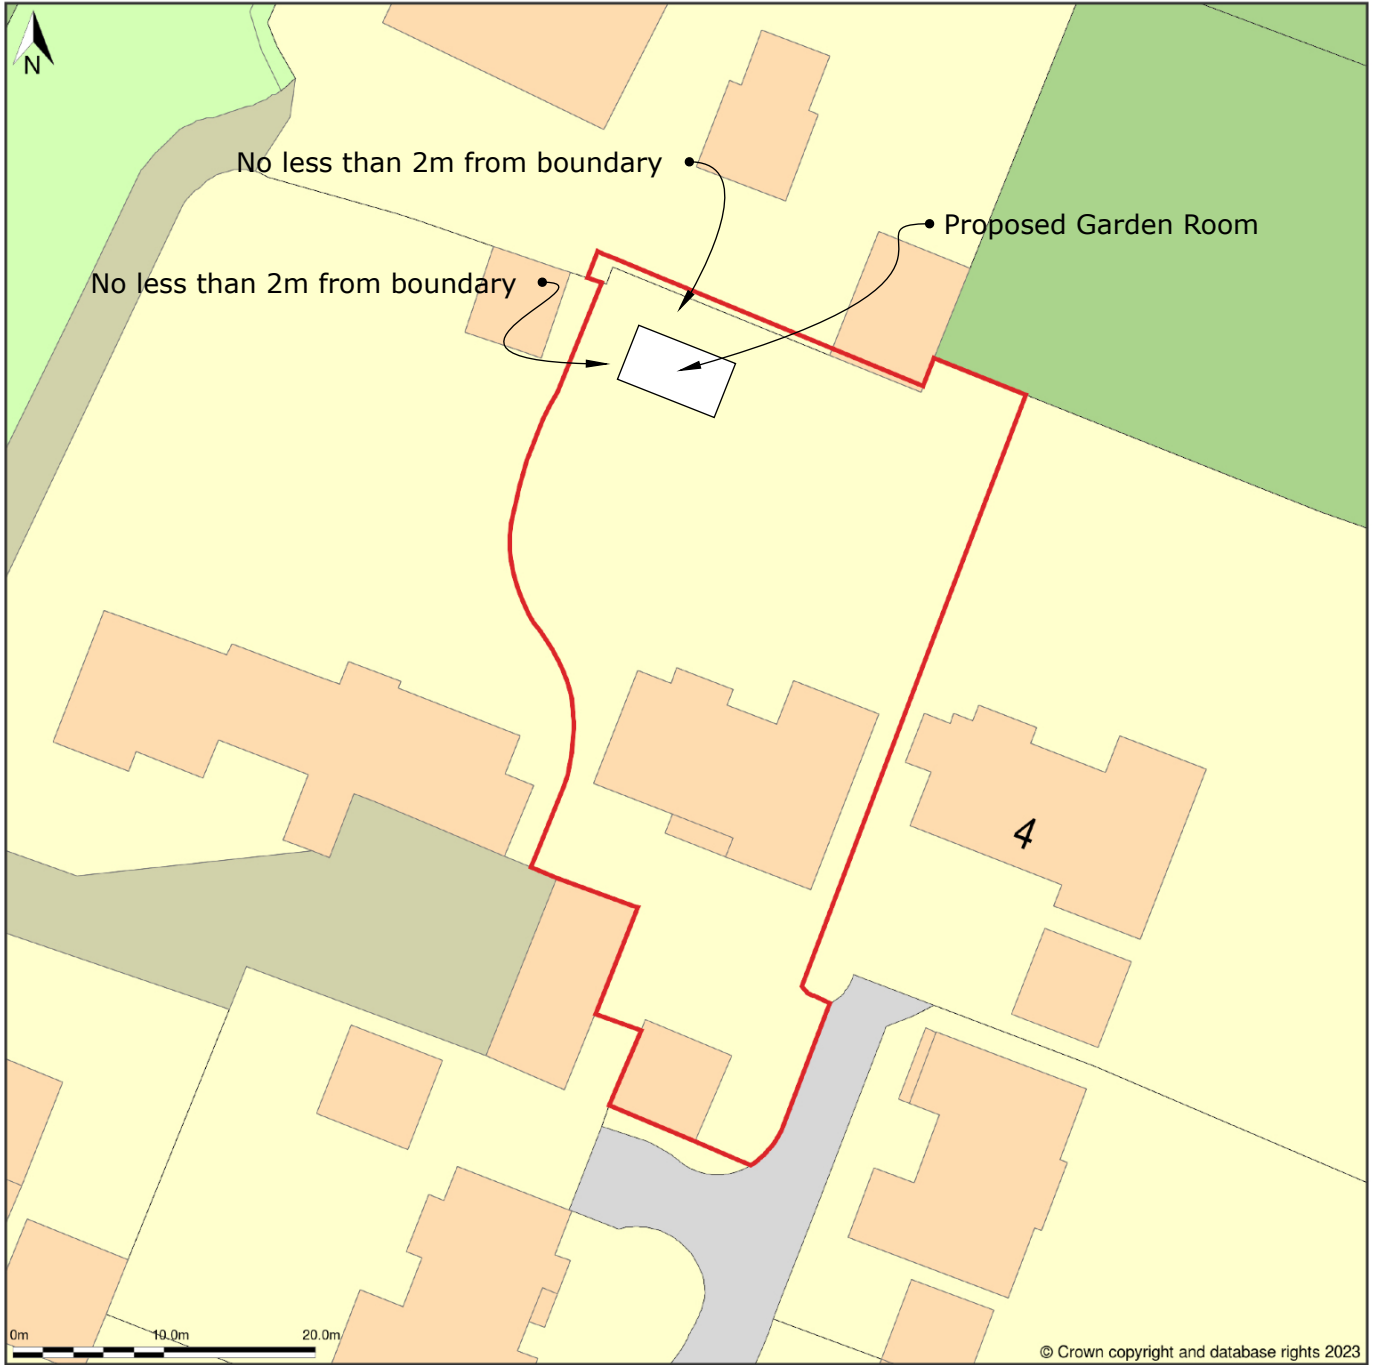 N
No less than 2m from boundary
Proposed Garden Room
No less than 2m from boundary
4
0m 10.0m 20.0m
© Crown copyright and database rights 2023